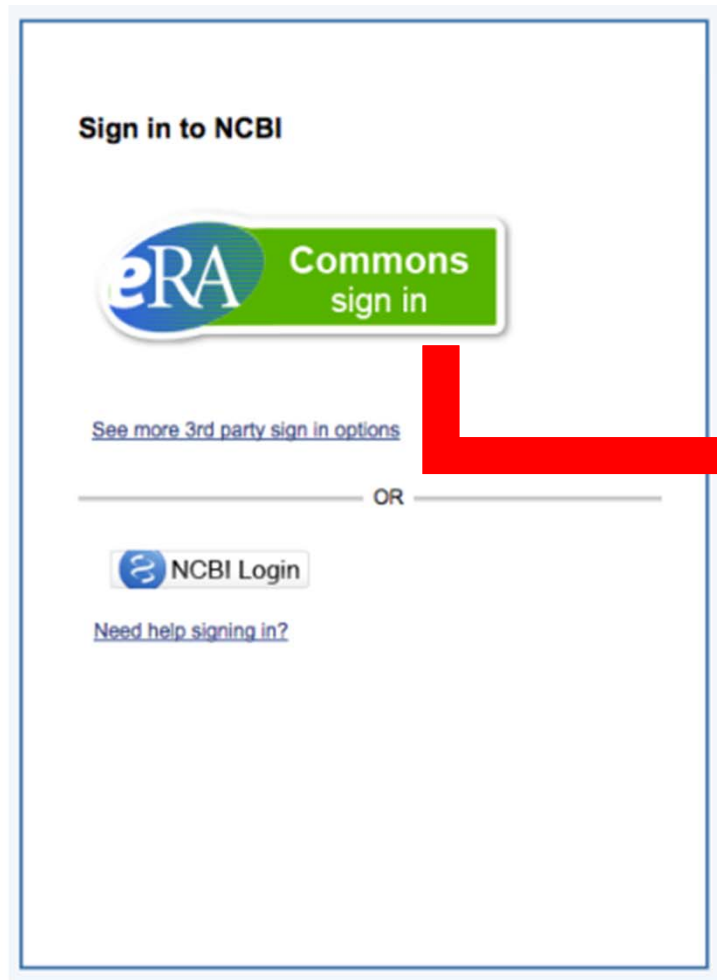 Sign in to NCBI
eRA Commons
sign in
See more 3rd party sign in options
OR
NCBI Login
Need help signing in?